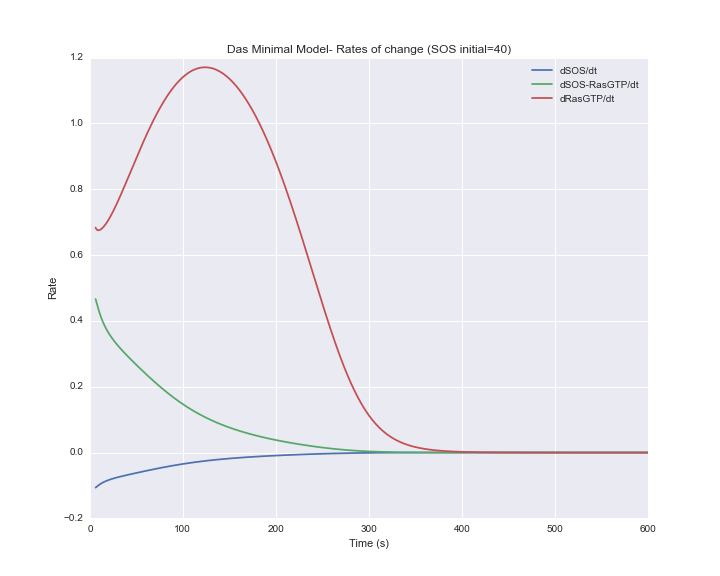 Das Minimal Model- Rates of change (SOS initial=40)
1.2
1.0
0.8
0.6
0.4
0.2
0.0
−0.2
Rate
dSOS/dt
dSOS-RasGTP/dt
dRasGTP/dt
0 100 200 300 400 500 600
Time (s)